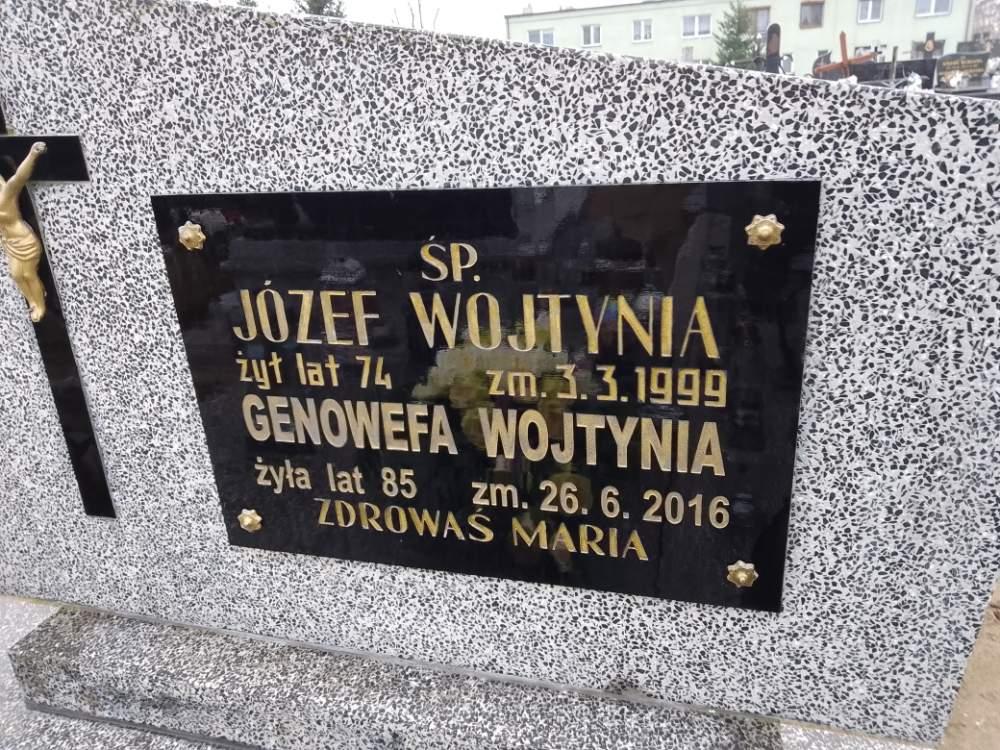 ŚP.
JÓZEF WOJTYNIA
żył lat 74 zm. 3. 3. 1999
GENOWEFA WOJTYNIA
żyła lat 85 zm. 26. 6. 2016
ZDROWAŚ MARIA